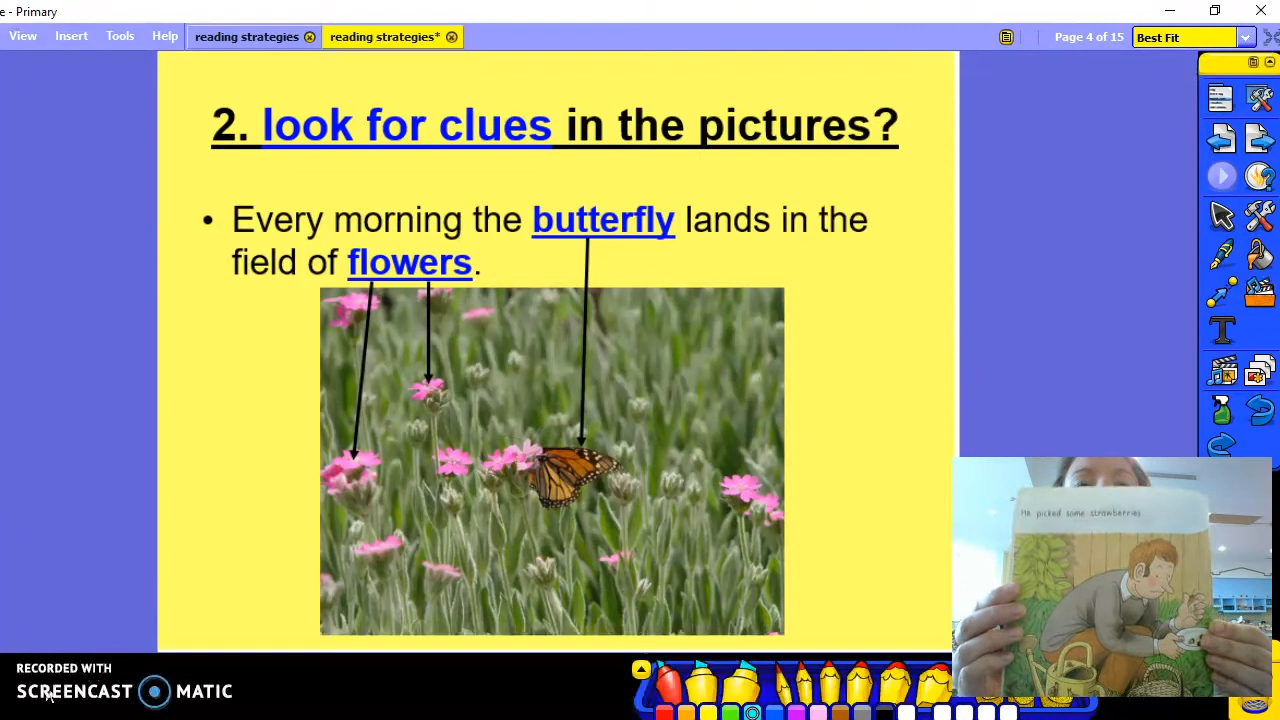 e - Primary
View Insert Tools Help reading strategies reading strategies* Page 4 of 15 Best Fit
2. look for clues in the pictures?
• Every morning the butterfly lands in the
field of flowers.
He picked some strawberries
RECORDED WITH
SCREENCAST MATIC